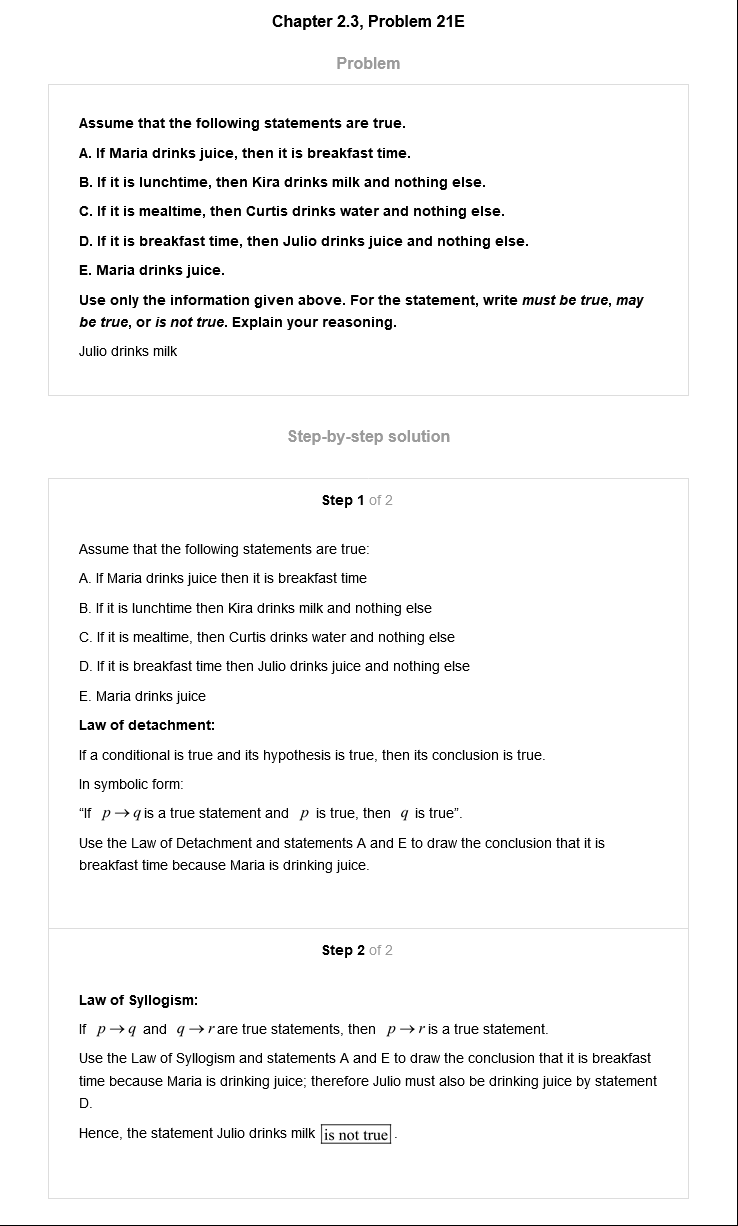 Chapter 2.3, Problem 21E
Problem
Assume that the following statements are true.
A. If Maria drinks juice, then it is breakfast time.
B. If it is lunchtime, then Kira drinks milk and nothing else.
C. If it is mealtime, then Curtis drinks water and nothing else.
D. If it is breakfast time, then Julio drinks juice and nothing else.
E. Maria drinks juice.
Use only the information given above. For the statement, write must be true, may
be true, or is not true. Explain your reasoning.
Julio drinks milk
Step-by-step solution
Step 1 of 2
Assume that the following statements are true:
A. If Maria drinks juice then it is breakfast time
B. If it is lunchtime then Kira drinks milk and nothing else
C. If it is mealtime, then Curtis drinks water and nothing else
D. If it is breakfast time then Julio drinks juice and nothing else
E. Maria drinks juice
Law of detachment:
If a conditional is true and its hypothesis is true, then its conclusion is true.
In symbolic form:
“If p → q is a true statement and p is true, then q is true”.
Use the Law of Detachment and statements A and E to draw the conclusion that it is
breakfast time because Maria is drinking juice.
Step 2 of 2
Law of Syllogism:
If p → q and q → r are true statements, then p → r is a true statement.
Use the Law of Syllogism and statements A and E to draw the conclusion that it is breakfast
time because Maria is drinking juice; therefore Julio must also be drinking juice by statement
D.
Hence, the statement Julio drinks milk is not true.